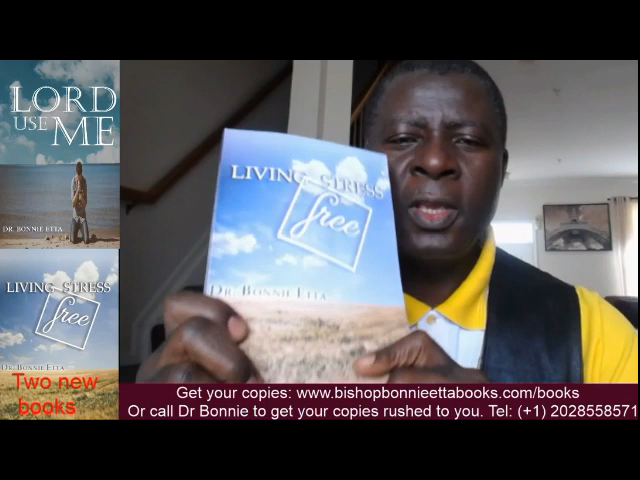 LORD
USE ME
DR. BONNIE ETTA
LIVING STRESS
free
DR. BONNIE ETTA
Two new
books
LIVING STRESS
free
DR. BONNIE ETTA
Get your copies: www.bishopbonnieettabooks.com/books
Or call Dr Bonnie to get your copies rushed to you. Tel: (+1) 2028558571